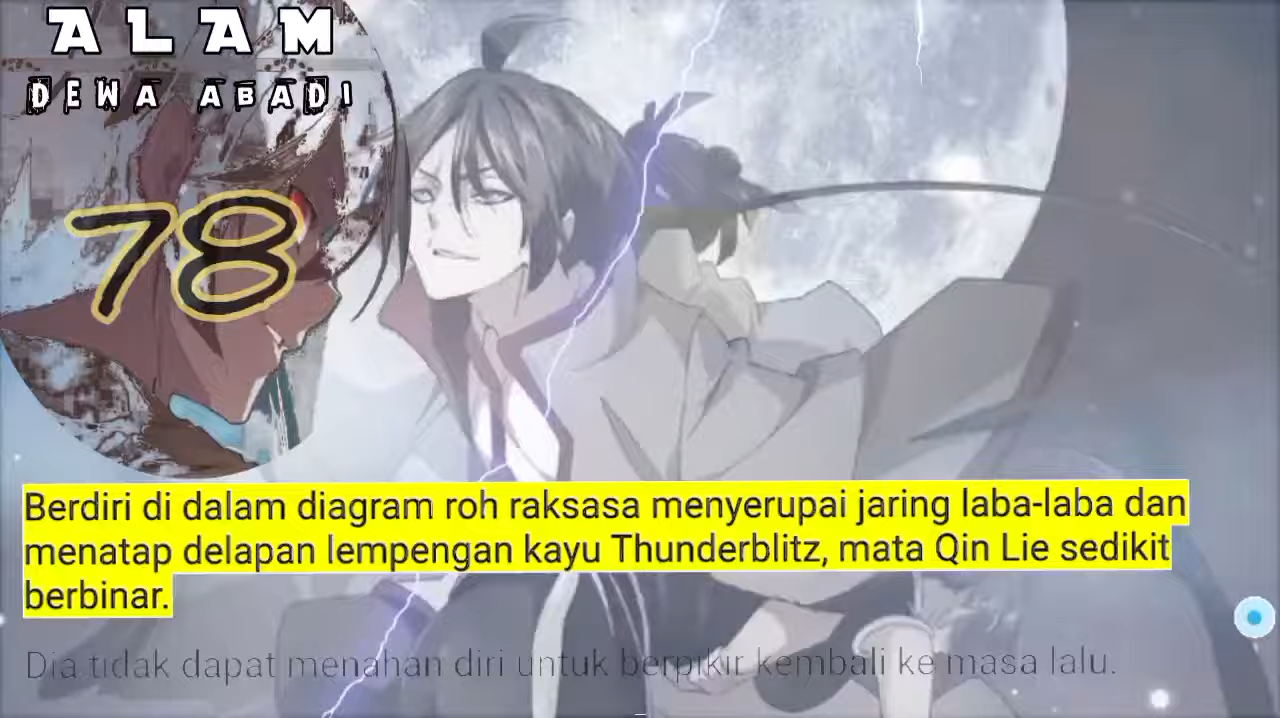 ALAM
DEWA ABADI
78
Berdiri di dalam diagram roh raksasa menyerupai jaring laba-laba dan
menatap delapan lempengan kayu Thunderblitz, mata Qin Lie sedikit
berbinar.
Dia tidak dapat menahan diri untuk berpikir kembali ke masa lalu.